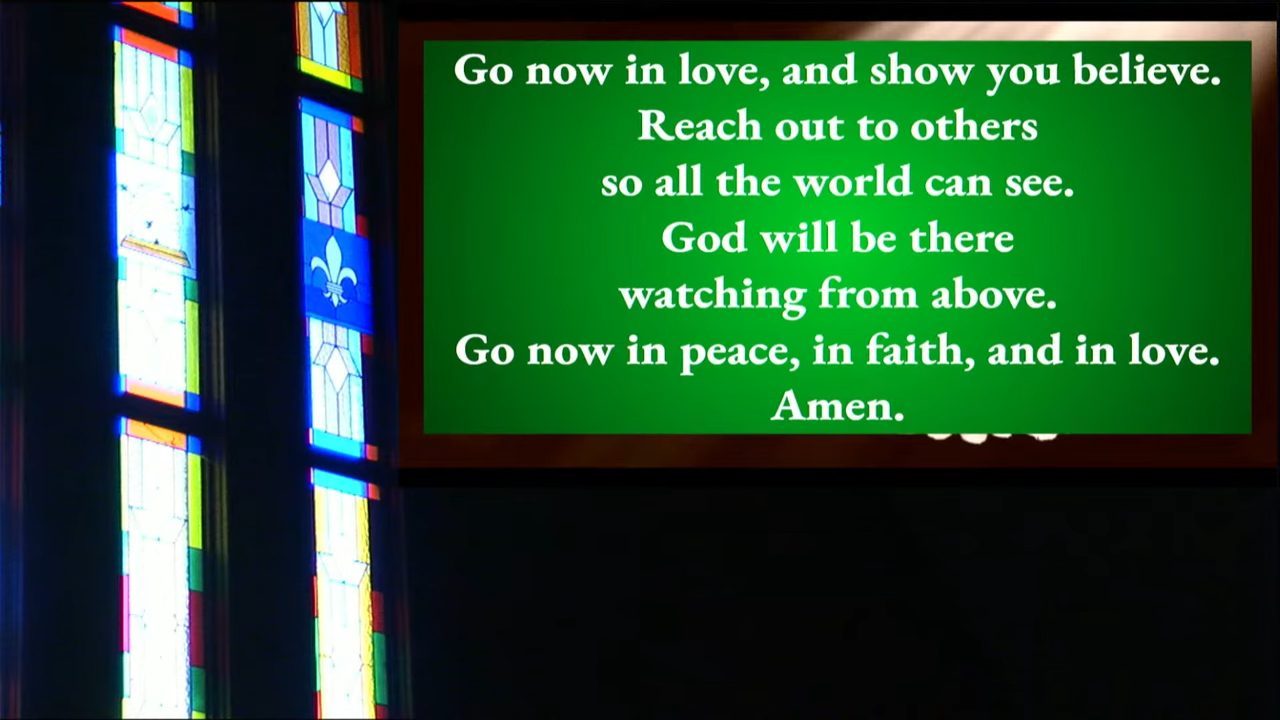 Go now in love, and show you believe.
Reach out to others
so all the world can see.
God will be there
watching from above.
Go now in peace, in faith, and in love.
Amen.